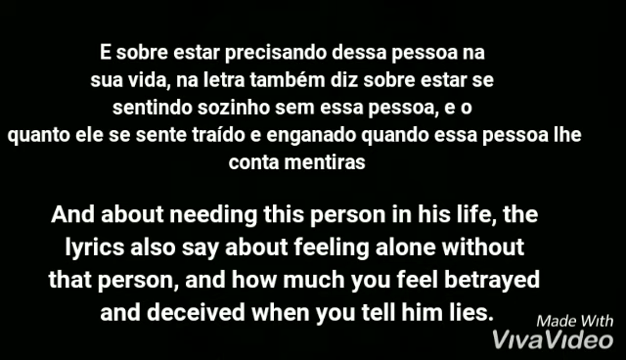 E sobre estar precisando dessa pessoa na
sua vida, na letra também diz sobre estar se
sentindo sozinho sem essa pessoa, e o
quanto ele se sente traído e enganado quando essa pessoa lhe
conta mentiras
And about needing this person in his life, the
lyrics also say about feeling alone without
that person, and how much you feel betrayed
and deceived when you tell him lies.
Made With
VivaVideo